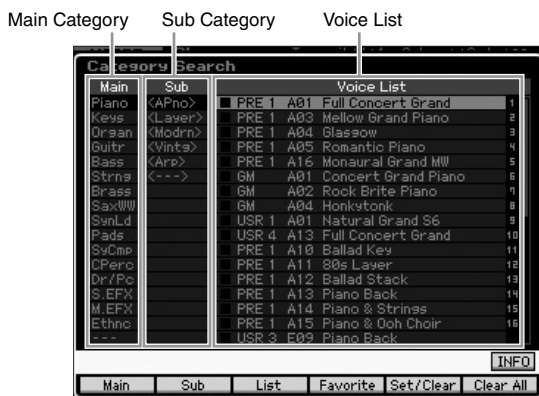 Main Category Sub Category Voice List
Category Search
Main Sub Voice List
Piano <APno> PRE 1 A01 Full Concert Grand 1
Keys <Layer> PRE 1 A03 Mellow Grand Piano 2
Organ <Modrn> PRE 1 A04 Glasgow 3
Guitr <Vintg> PRE 1 A05 Romantic Piano 4
Bass <Arp> PRE 1 A16 Monaural Grand MW 5
Strng <---> GM A01 Concert Grand Piano 6
Brass GM A02 Rock Brite Piano 7
SaxWW GM A04 Honkytonk 8
SynLd USR 1 A01 Natural Grand S6 9
Pads USR 4 A13 Full Concert Grand 10
SyCmp PRE 1 A10 Ballad Key 11
CPerc PRE 1 A11 80s Layer 12
Dr/Pc PRE 1 A12 Ballad Stack 13
S.EFX PRE 1 A13 Piano Back 14
M.EFX PRE 1 A14 Piano & Strings 15
Ethnc PRE 1 A15 Piano & Ooh Choir 16
--- USR 3 E09 Piano Back
INFO
Main Sub List Favorite Set/Clear Clear All